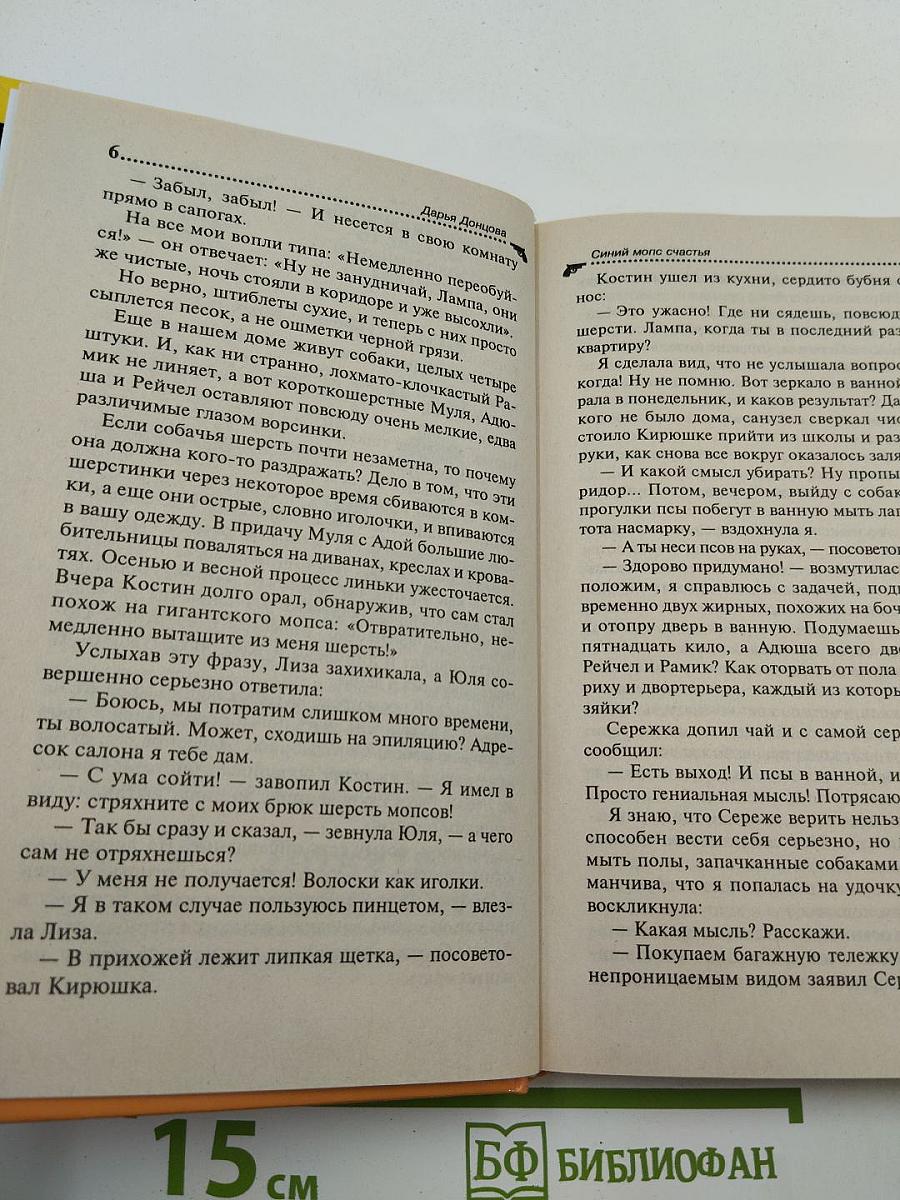 6
Дарья Донцова
— Забыл, забыл! — И несется в свою комнату
прямо в сапогах.
На все мои вопли типа: «Немедленно переобуй-
ся!» — он отвечает: «Ну не занудничай, Лампа, они
же чистые, ночь стояли в коридоре и уже высохли».
Но верно, штиблеты сухие, и теперь с них просто
сыплется песок, а не ошметки черной грязи.
Еще в нашем доме живут собаки, целых четыре
штуки. И, как ни странно, лохмато-клочкастый Ра-
мик не линяет, а вот короткошерстные Муля, Адю-
ша и Рейчел оставляют повсюду очень мелкие, едва
различимые глазом ворсинки.
Если собачья шерсть почти незаметна, то почему
она должна кого-то раздражать? Дело в том, что эти
шерстинки через некоторое время сбиваются в ком-
ки, а еще они острые, словно иголочки, и впиваются
в вашу одежду. В придачу Муля с Адой большие лю-
бительницы поваляться на диванах, креслах и крова-
тях. Осенью и весной процесс линьки ужесточается.
Вчера Костин долго орал, обнаружив, что сам стал
похож на гигантского мопса: «Отвратительно, не-
медленно вытащите из меня шерсть!»
Услыхав эту фразу, Лиза захихикала, а Юля со-
вершенно серьезно ответила:
— Боюсь, мы потратим слишком много времени,
ты волосатый. Может, сходишь на эпиляцию? Адре-
сок салона я тебе дам.
— С ума сойти! — завопил Костин. — Я имел в
виду: стряхните с моих брюк шерсть мопсов!
— Так бы сразу и сказал, — зевнула Юля, — а чего
сам не отряхнешься?
— У меня не получается! Волоски как иголки.
— Я в таком случае пользуюсь пинцетом, — влез-
ла Лиза.
— В прихожей лежит липкая щетка, — посовето-
вал Кирюшка.
Синий мопс счастья
Костин ушел из кухни, сердито бубня
нос:
— Это ужасно! Где ни сядешь, повсюд
шерсти. Лампа, когда ты в последний раз
квартиру?
Я сделала вид, что не услышала вопрос
когда! Ну не помню. Вот зеркало в ванной
рала в понедельник, и каков результат? Да
кого не было дома, санузел сверкал чис
стоило Кирюшке прийти из школы и раз
руки, как снова все вокруг оказалось заля
— И какой смысл убирать? Ну пропы
ридор... Потом, вечером, выйду с собак
прогулки псы побегут в ванную мыть лап
тота насмарку, — вздохнула я.
— А ты неси псов на руках, — посовето
— Здорово придумано! — возмутилас
положим, я справлюсь с задачей, подн
временно двух жирных, похожих на боч
и отопру дверь в ванную. Подумаешь
пятнадцать кило, а Адюша всего дв
Рейчел и Рамик? Как оторвать от пола
риху и двортерьера, каждый из которы
зяйки?
Сережка допил чай и с самой сер
сообщил:
— Есть выход! И псы в ванной, и
Просто гениальная мысль! Потрясаю
Я знаю, что Сереже верить нельз
способен вести себя серьезно, но
мыть полы, запачканные собаками
манчива, что я попалась на удочку
воскликнула:
— Какая мысль? Расскажи.
— Покупаем багажную тележку
непроницаемым видом заявил Сер
15 см
БФ БИБЛИОФАН